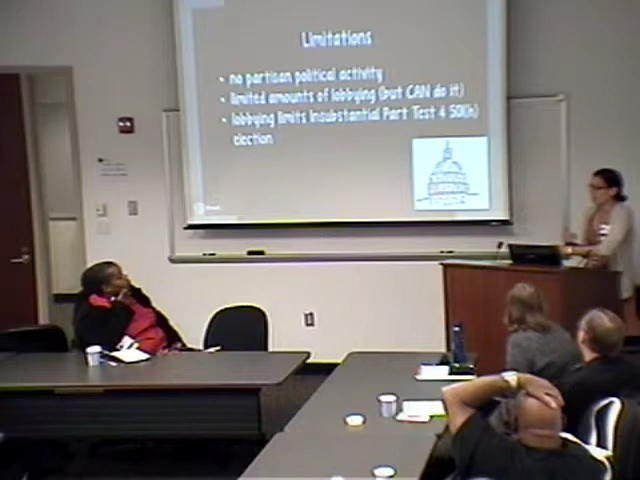 Limitations
• no partisan political activity
• limited amounts of lobbying (but CAN do it)
• lobbying limits Insubstantial Part Test & 501(h)
election